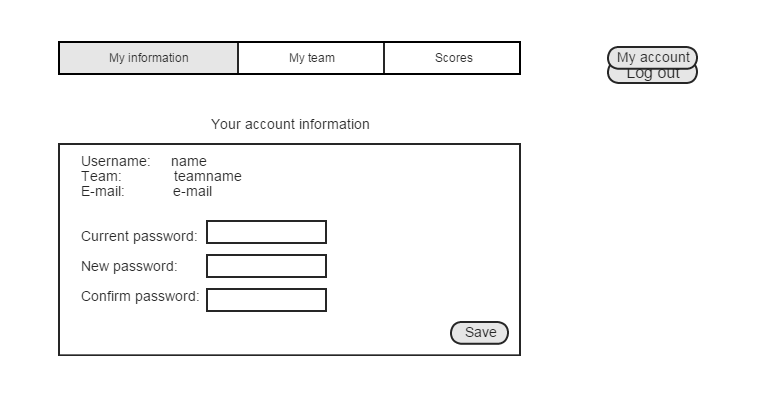 My information My team Scores
My account
Log out
Your account information
Username: name
Team: teamname
E-mail: e-mail
Current password:
New password:
Confirm password:
Save